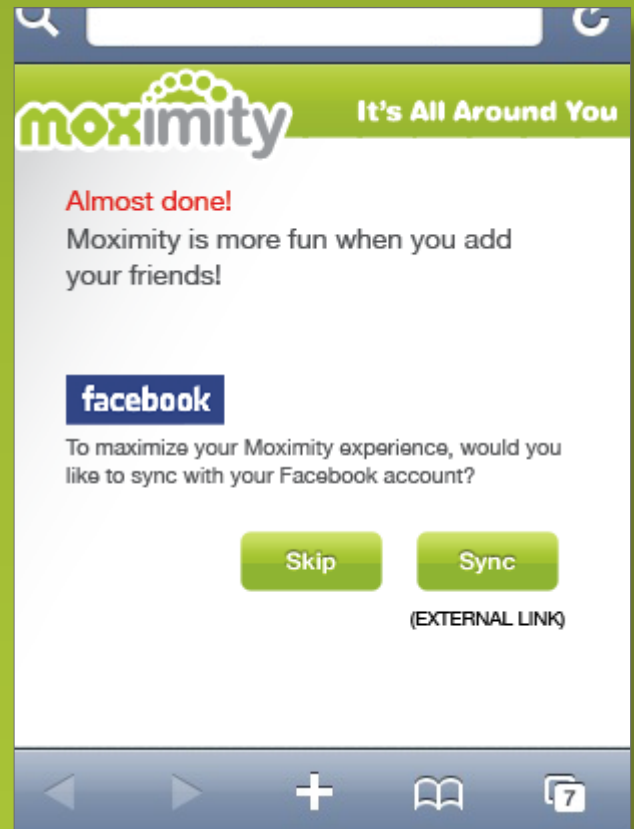 moximity
It's All Around You
Almost done!
Moximity is more fun when you add
your friends!
facebook
To maximize your Moximity experience, would you
like to sync with your Facebook account?
Skip Sync
(EXTERNAL LINK)
7